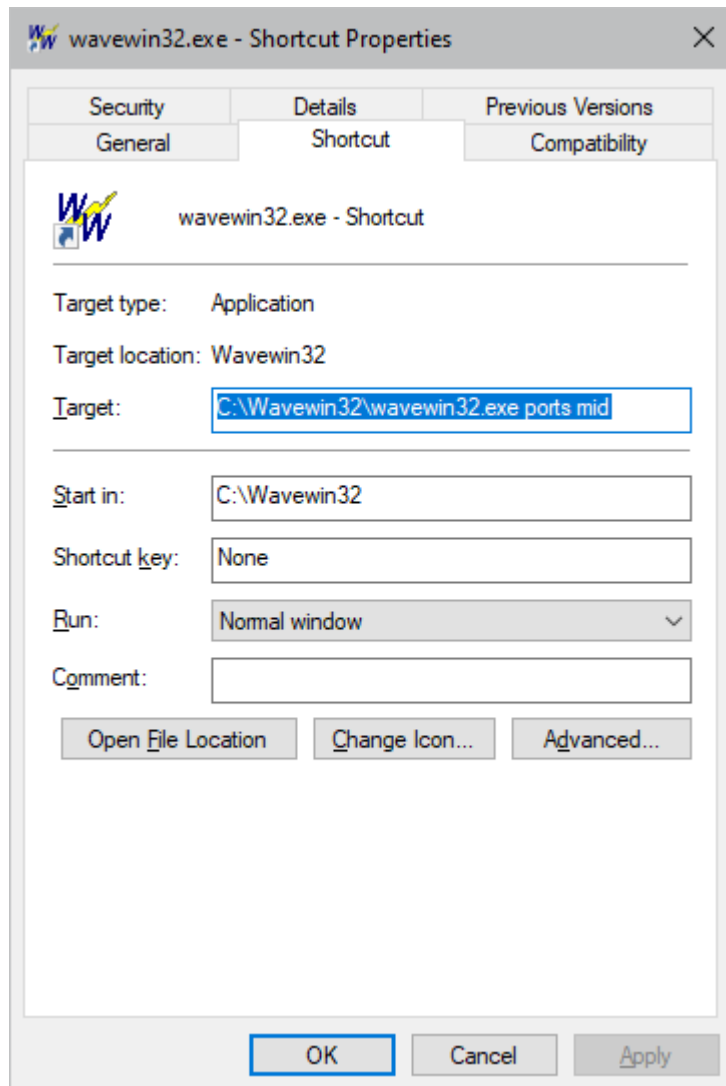 wavewin32.exe - Shortcut Properties
Security Details Previous Versions
General Shortcut Compatibility
WW wavewin32.exe - Shortcut
Target type: Application
Target location: Wavewin32
Target: C:\Wavewin32\wavewin32.exe ports mid
Start in: C:\Wavewin32
Shortcut key: None
Run: Normal window
Comment:
Open File Location Change Icon... Advanced...
OK Cancel Apply